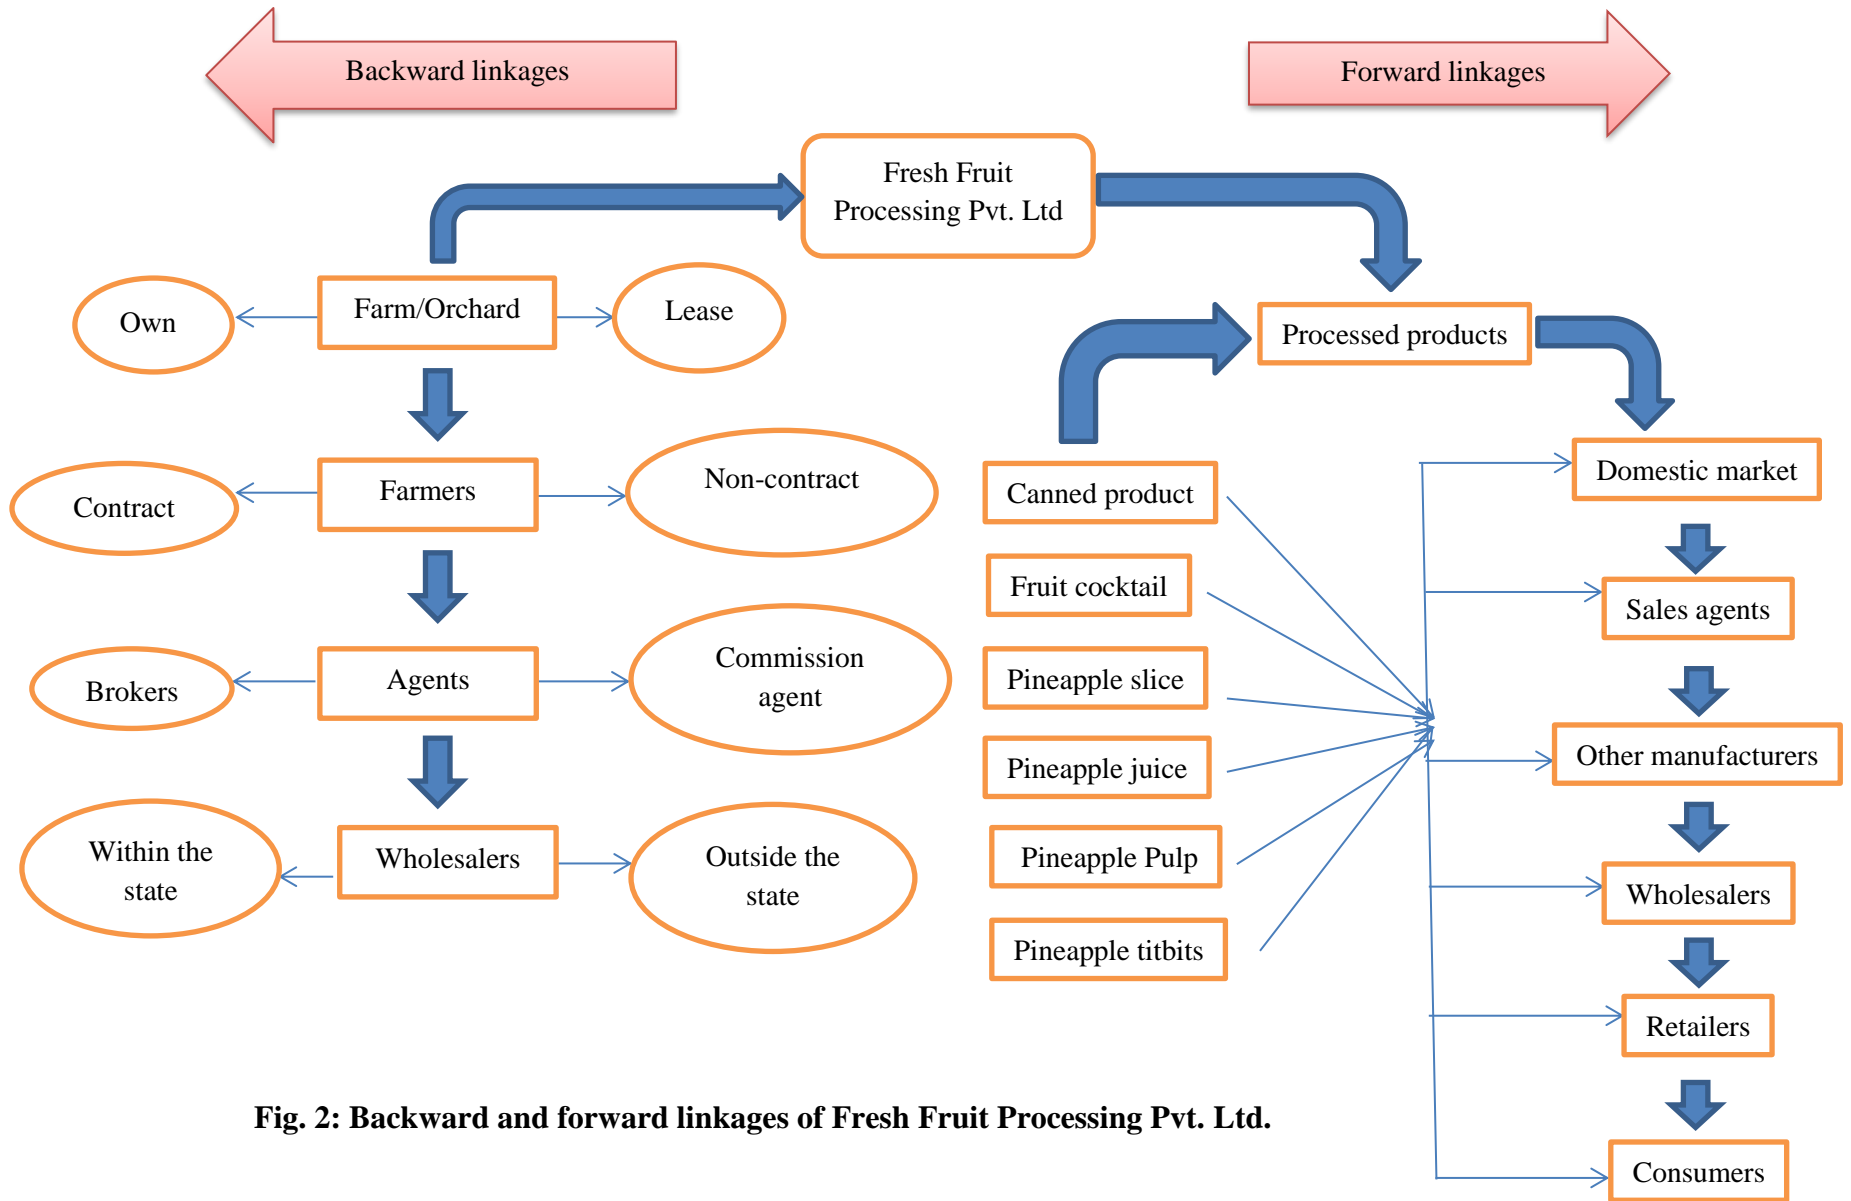 Backward linkages
Forward linkages
Fresh Fruit
Processing Pvt. Ltd
Own
Farm/Orchard
Lease
Contract
Farmers
Non-contract
Brokers
Agents
Commission
agent
Within the
state
Wholesalers
Outside the
state
Processed products
Canned product
Fruit cocktail
Pineapple slice
Pineapple juice
Pineapple Pulp
Pineapple titbits
Domestic market
Sales agents
Other manufacturers
Wholesalers
Retailers
Consumers
Fig. 2: Backward and forward linkages of Fresh Fruit Processing Pvt. Ltd.